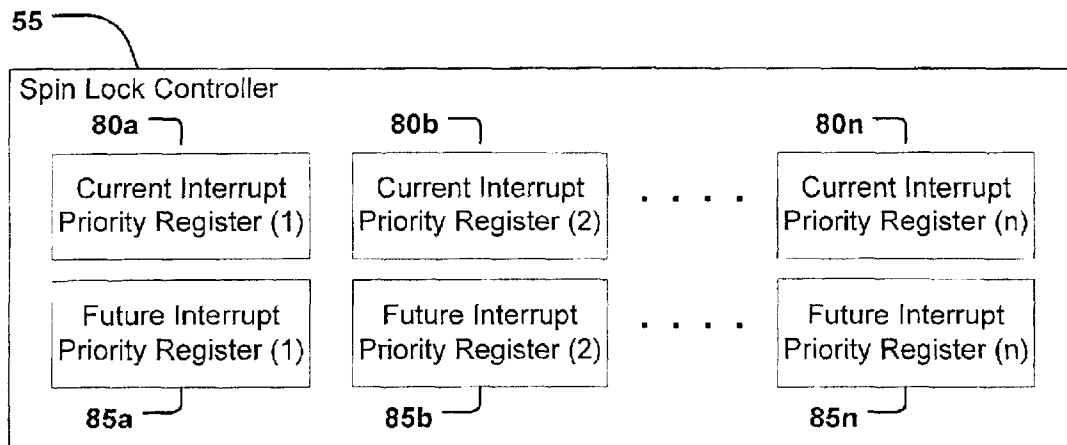 55
Spin Lock Controller
80a
80b
80n
Current Interrupt
Priority Register (1)
Current Interrupt
Priority Register (2)
. . . .
Current Interrupt
Priority Register (n)
Future Interrupt
Priority Register (1)
Future Interrupt
Priority Register (2)
. . . .
Future Interrupt
Priority Register (n)
85a
85b
85n